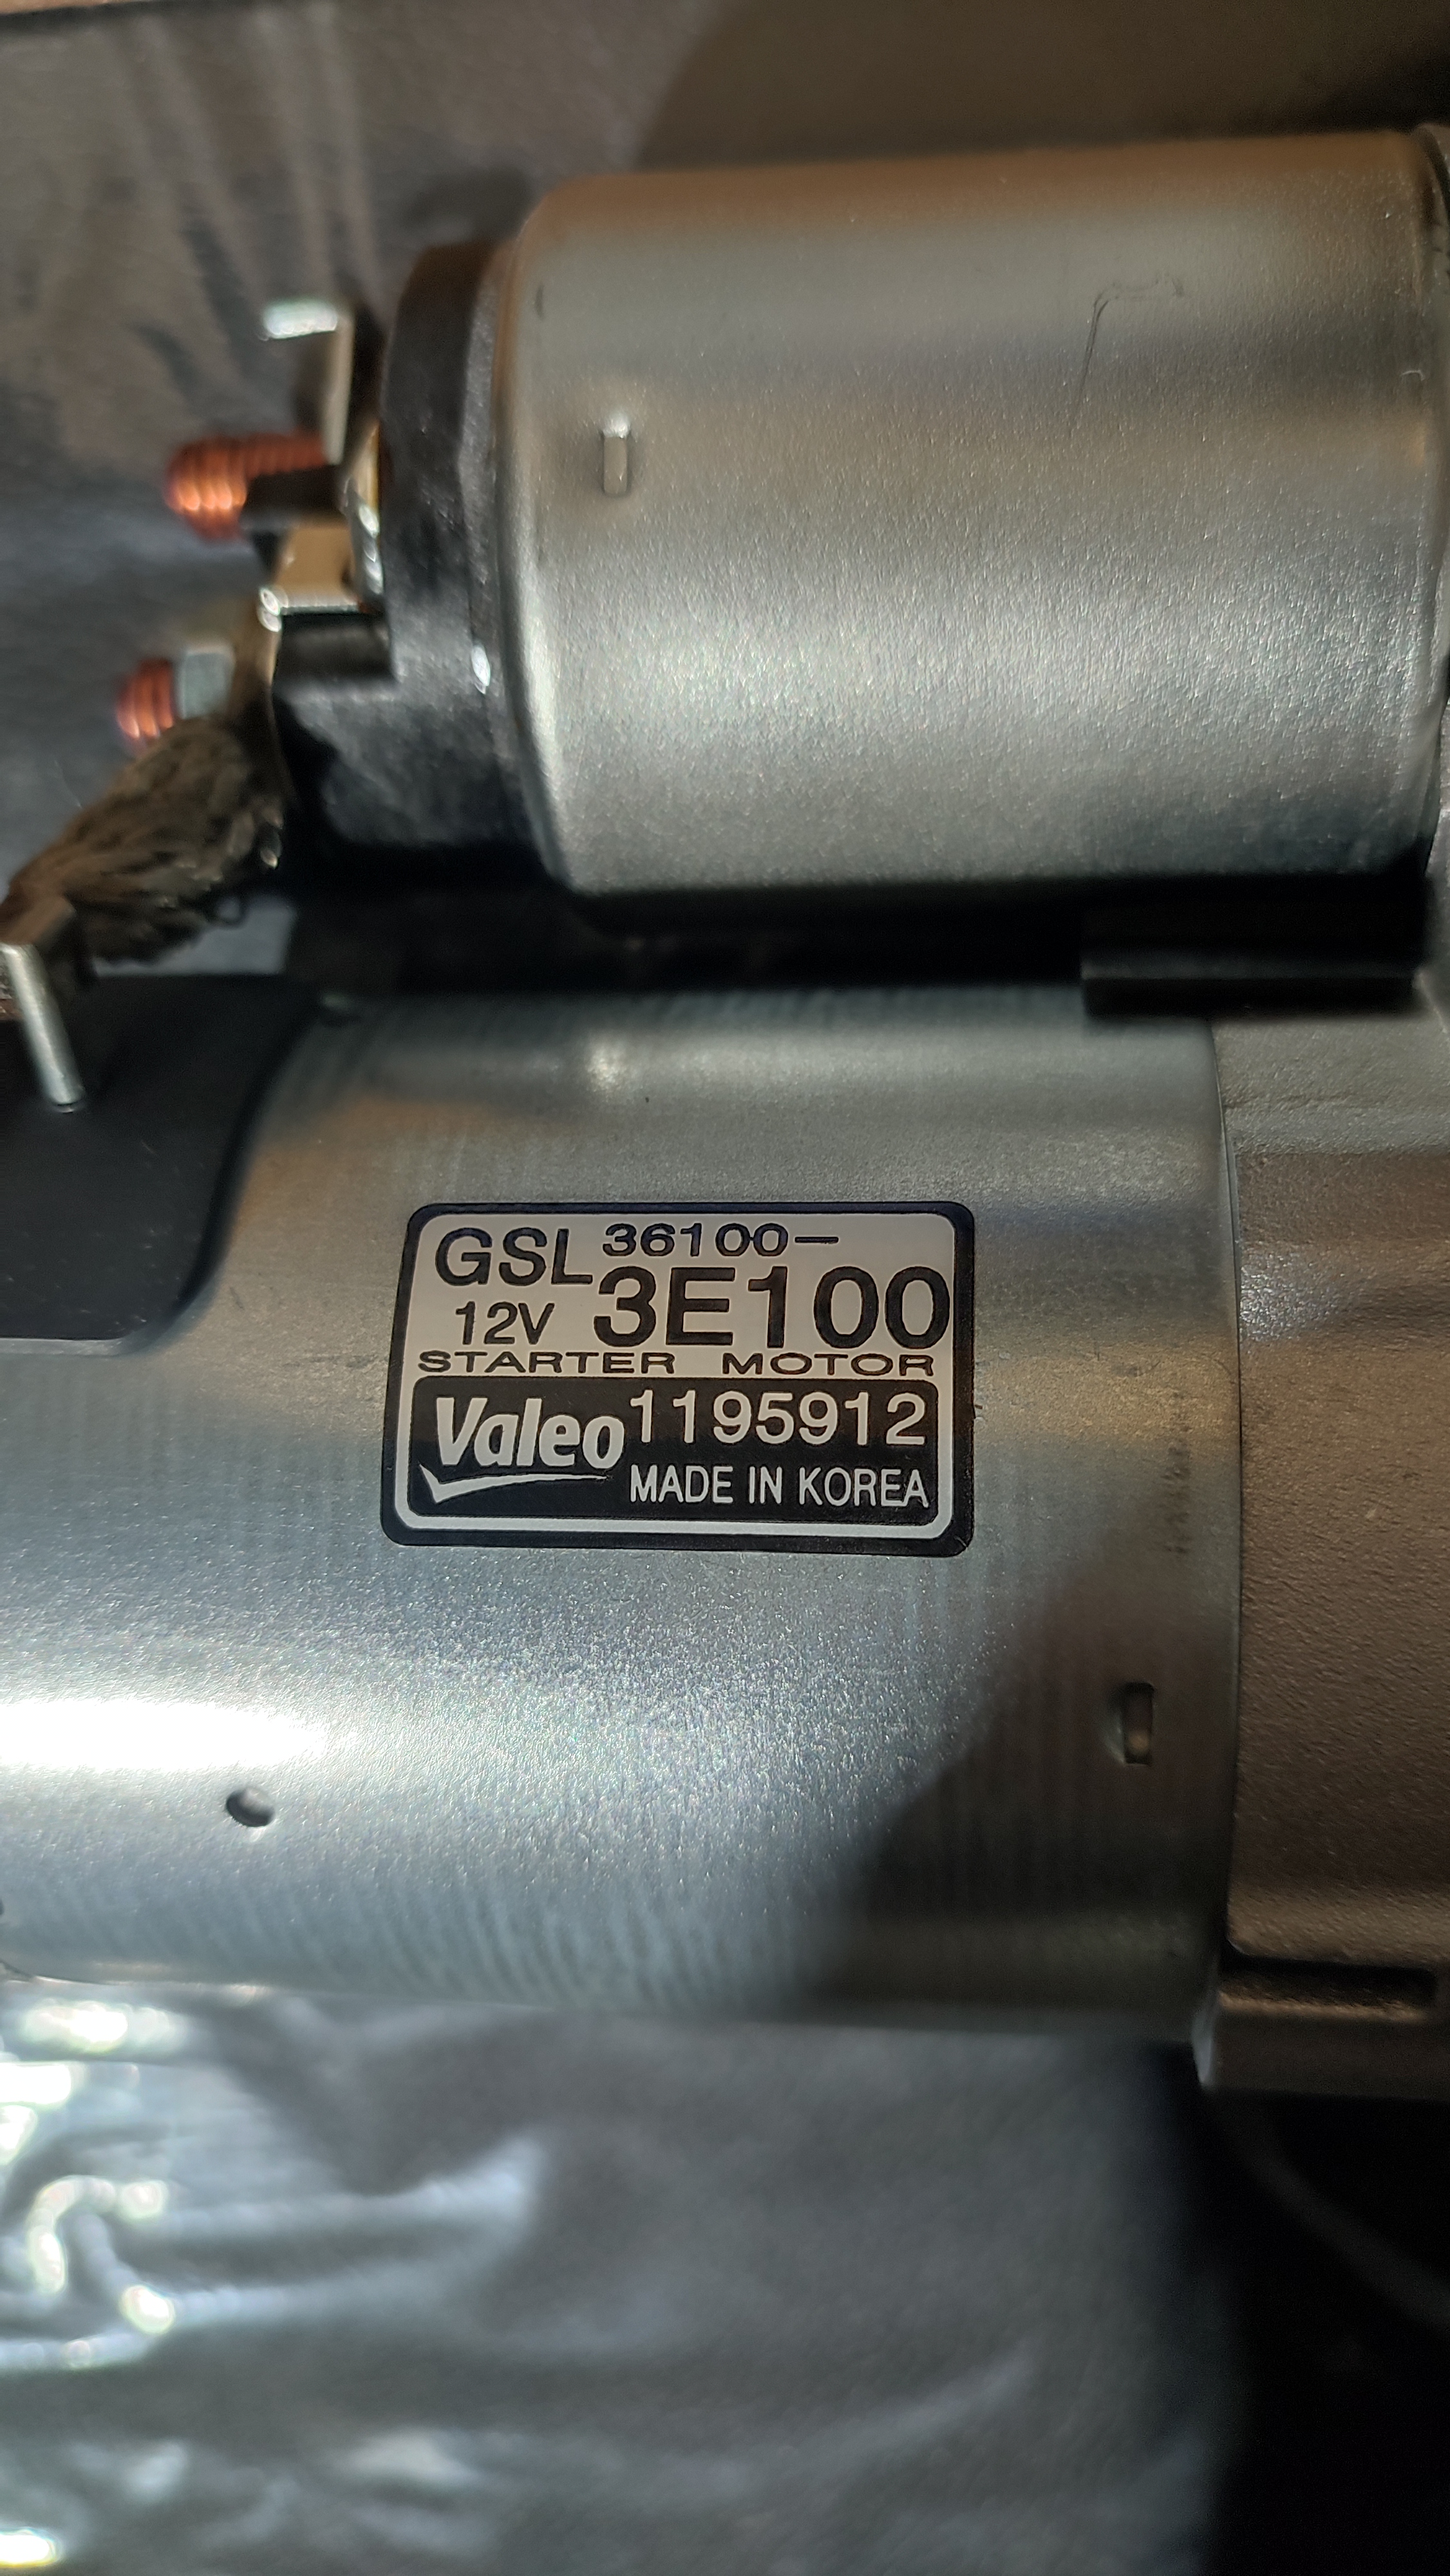 GSL 36100-
12V 3E100
STARTER MOTOR
Valeo 1195912
MADE IN KOREA